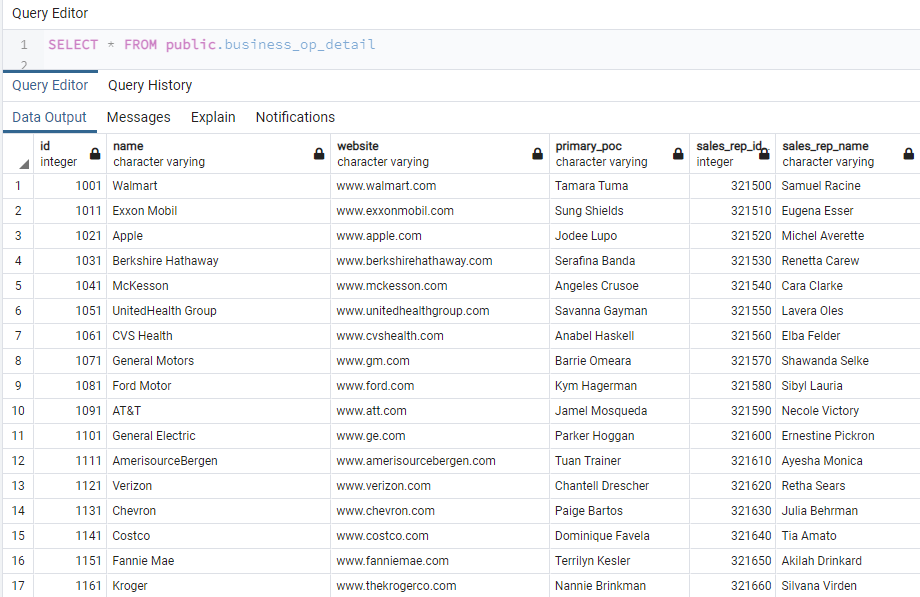 Query Editor
1 SELECT * FROM public.business_op_detail
2
Query Editor Query History
Data Output Messages Explain Notifications
id name website primary_poc sales_rep_id sales_rep_name
integer character varying character varying character varying integer character varying
1 1001 Walmart www.walmart.com Tamara Tuma 321500 Samuel Racine
2 1011 Exxon Mobil www.exxonmobil.com Sung Shields 321510 Eugena Esser
3 1021 Apple www.apple.com Jodee Lupo 321520 Michel Averette
4 1031 Berkshire Hathaway www.berkshirehathaway.com Serafina Banda 321530 Renetta Carew
5 1041 McKesson www.mckesson.com Angeles Crusoe 321540 Cara Clarke
6 1051 UnitedHealth Group www.unitedhealthgroup.com Savanna Gayman 321550 Lavera Oles
7 1061 CVS Health www.cvshealth.com Anabel Haskell 321560 Elba Felder
8 1071 General Motors www.gm.com Barrie Omeara 321570 Shawanda Selke
9 1081 Ford Motor www.ford.com Kym Hagerman 321580 Sibyl Lauria
10 1091 AT&T www.att.com Jamel Mosqueda 321590 Necole Victory
11 1101 General Electric www.ge.com Parker Hoggan 321600 Ernestine Pickron
12 1111 AmerisourceBergen www.amerisourcebergen.com Tuan Trainer 321610 Ayesha Monica
13 1121 Verizon www.verizon.com Chantell Drescher 321620 Retha Sears
14 1131 Chevron www.chevron.com Paige Bartos 321630 Julia Behrman
15 1141 Costco www.costco.com Dominique Favela 321640 Tia Amato
16 1151 Fannie Mae www.fanniemae.com Terrilyn Kesler 321650 Akilah Drinkard
17 1161 Kroger www.thekrogerco.com Nannie Brinkman 321660 Silvana Virden